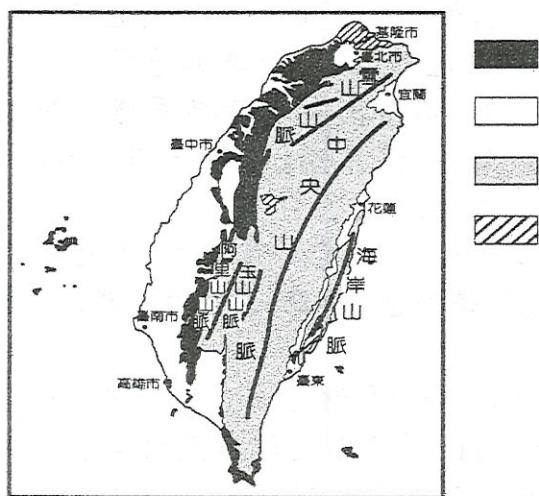 基隆市
臺北市
宜蘭
雪山山脈
臺中市
中央山脈
花蓮
海岸山脈
阿里山山脈
玉山山脈
臺南市
高雄市
臺東